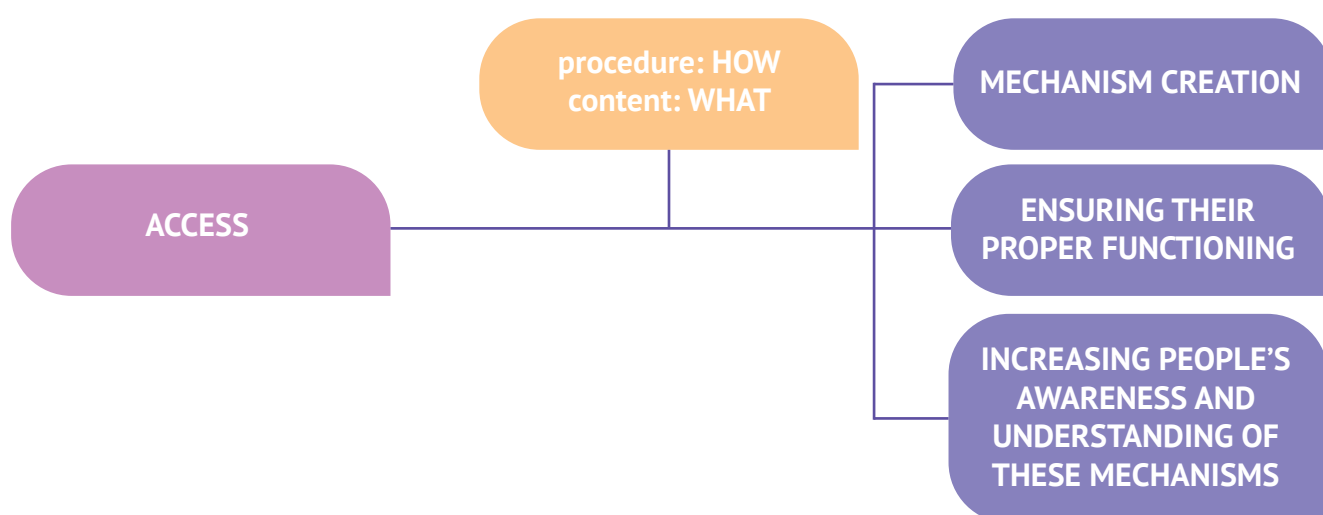 procedure: HOW
content: WHAT
MECHANISM CREATION
ACCESS
ENSURING THEIR
PROPER FUNCTIONING
INCREASING PEOPLE’S
AWARENESS AND
UNDERSTANDING OF
THESE MECHANISMS